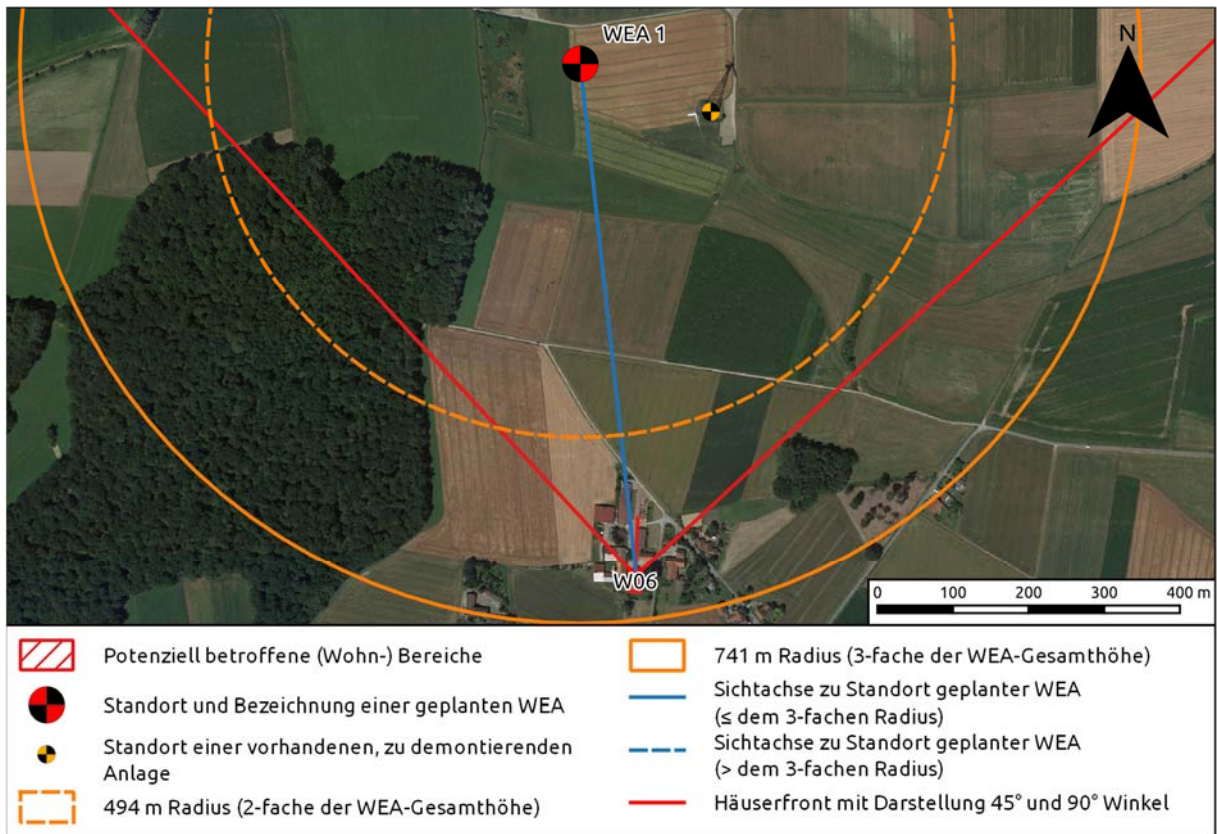 WEA 1
N
W06
0 100 200 300 400 m
Potenziell betroffene (Wohn-) Bereiche
Standort und Bezeichnung einer geplanten WEA
Standort einer vorhandenen, zu demontierenden
Anlage
494 m Radius (2-fache der WEA-Gesamthöhe)
741 m Radius (3-fache der WEA-Gesamthöhe)
Sichtachse zu Standort geplanter WEA
(≤ dem 3-fachen Radius)
Sichtachse zu Standort geplanter WEA
(> dem 3-fachen Radius)
Häuserfront mit Darstellung 45° und 90° Winkel